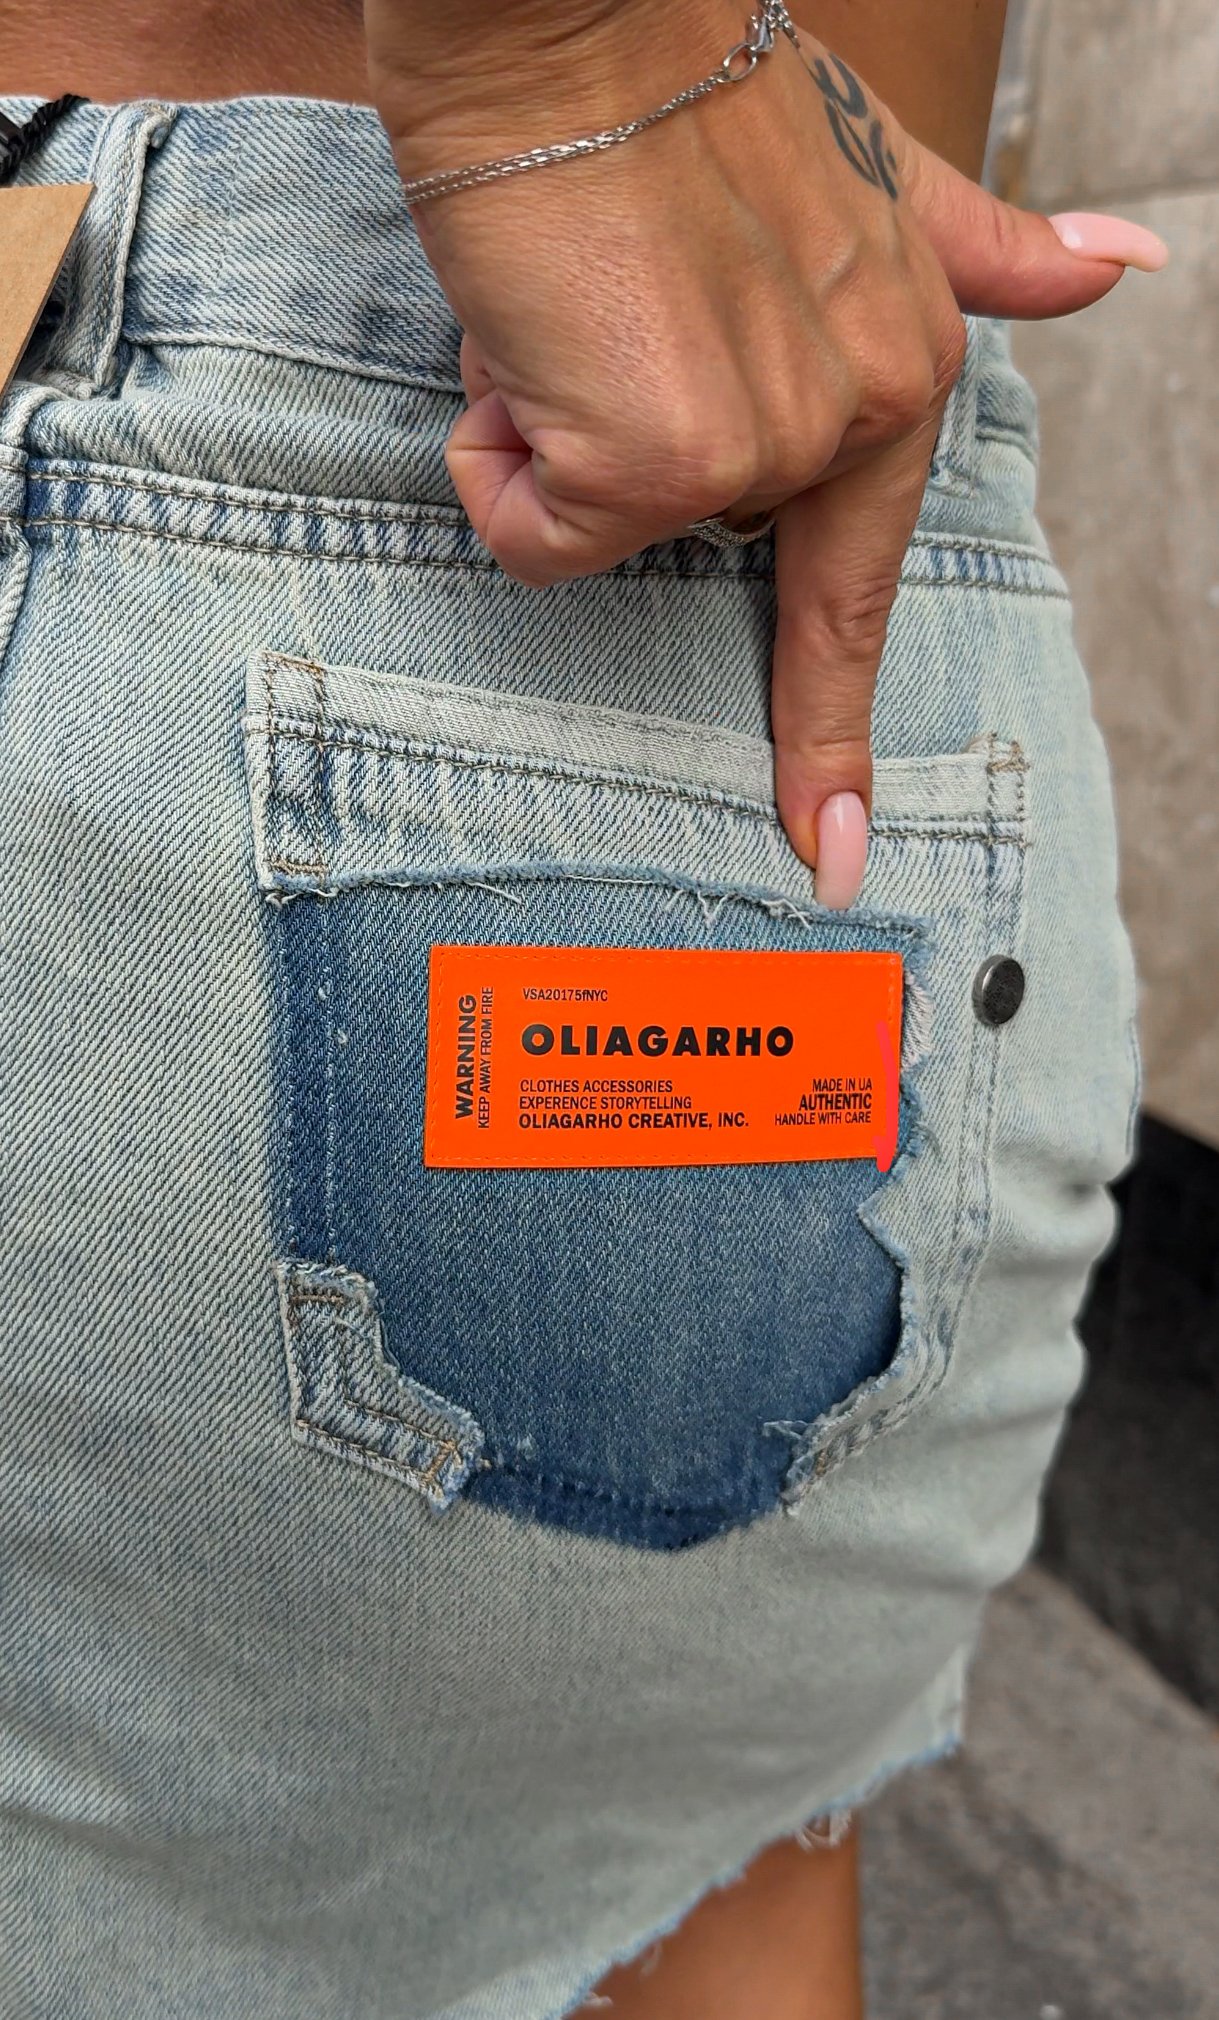 WARNING
KEEP AWAY FROM FIRE
VSA20175fNYC
OLIAGARHO
CLOTHES ACCESSORIES
EXPERENCE STORYTELLING
OLIAGARHO CREATIVE, INC.
MADE IN UA
AUTHENTIC
HANDLE WITH CARE